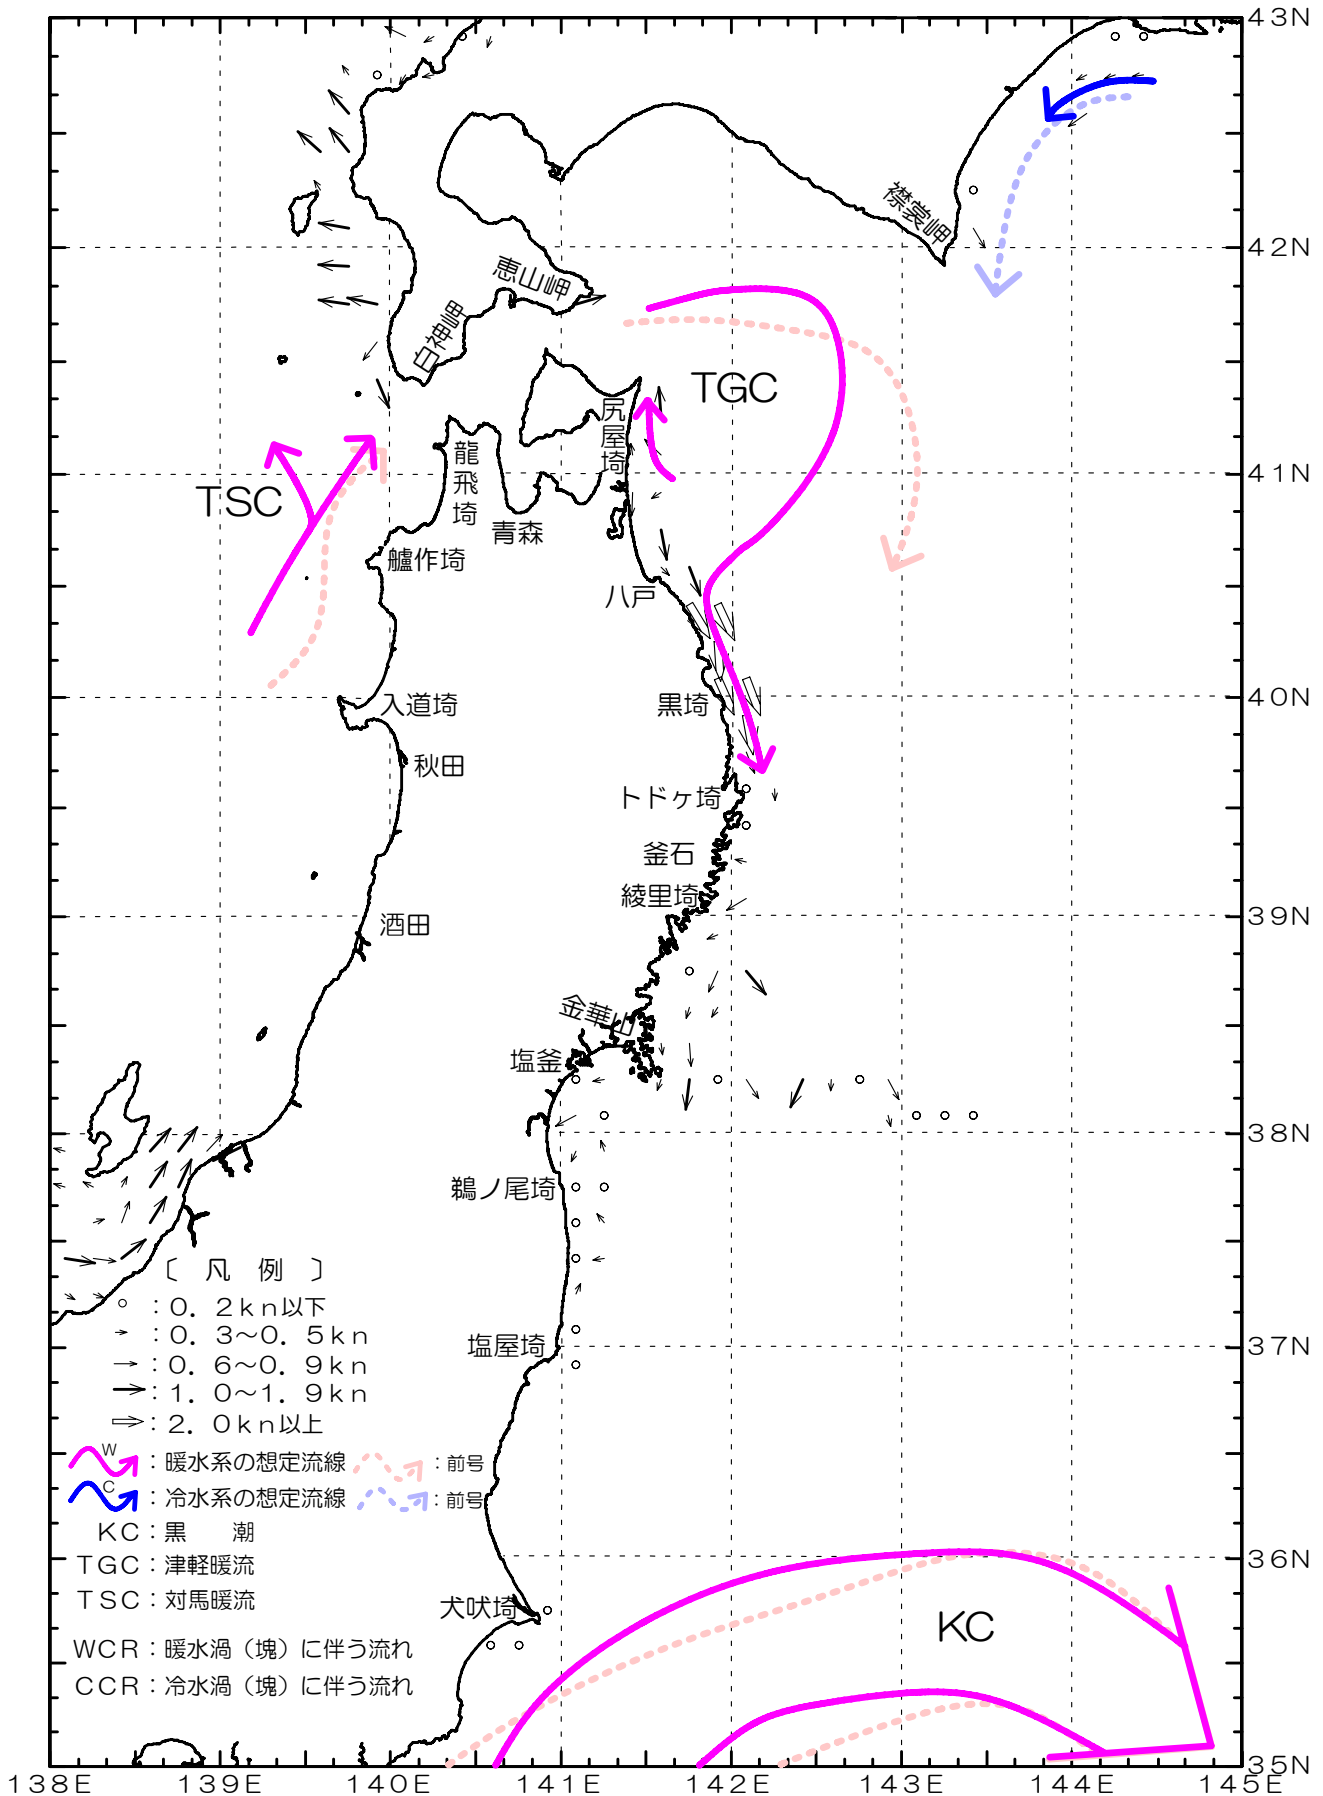 43N
襟裳岬
42N
恵山岬
白神岬
TGC
尻屋埼
龍飛埼
41N
TSC
青森
艫作埼
八戸
入道埼
黒埼
40N
秋田
トドヶ埼
釜石
綾里埼
39N
酒田
金華山
塩釜
38N
鵜ノ尾埼
〔 凡 例 〕
：０．２ｋｎ以下
：０．３～０．５ｋｎ
塩屋埼
37N
：０．６～０．９ｋｎ
：１．０～１．９ｋｎ
：２．０ｋｎ以上
W ：暖水系の想定流線 ：前号
C ：冷水系の想定流線 ：前号
KC：黒　潮
36N
TGC：津軽暖流
TSC：対馬暖流
犬吠埼
KC
WCR：暖水渦（塊）に伴う流れ
CCR：冷水渦（塊）に伴う流れ
35N
138E 139E 140E 141E 142E 143E 144E 145E